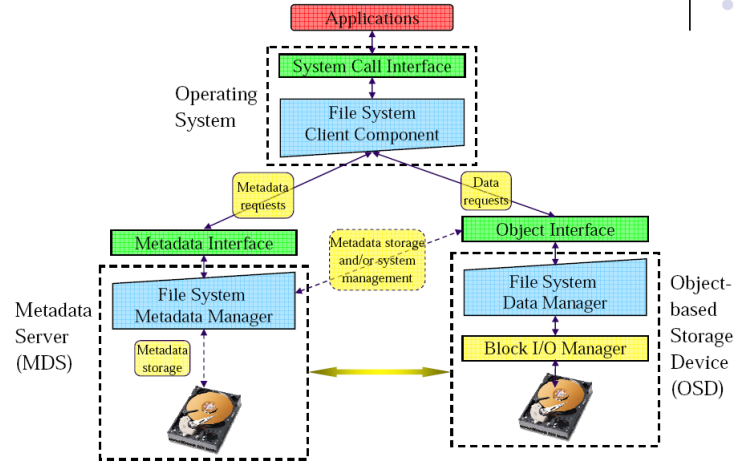 Applications
System Call Interface
Operating
System
File System
Client Component
Metadata
requests
Data
requests
Metadata Interface
Metadata storage
and/or system
management
Object Interface
Metadata
Server
(MDS)
File System
Metadata Manager
File System
Data Manager
Object-
based
Storage
Device
(OSD)
Metadata
storage
Block I/O Manager